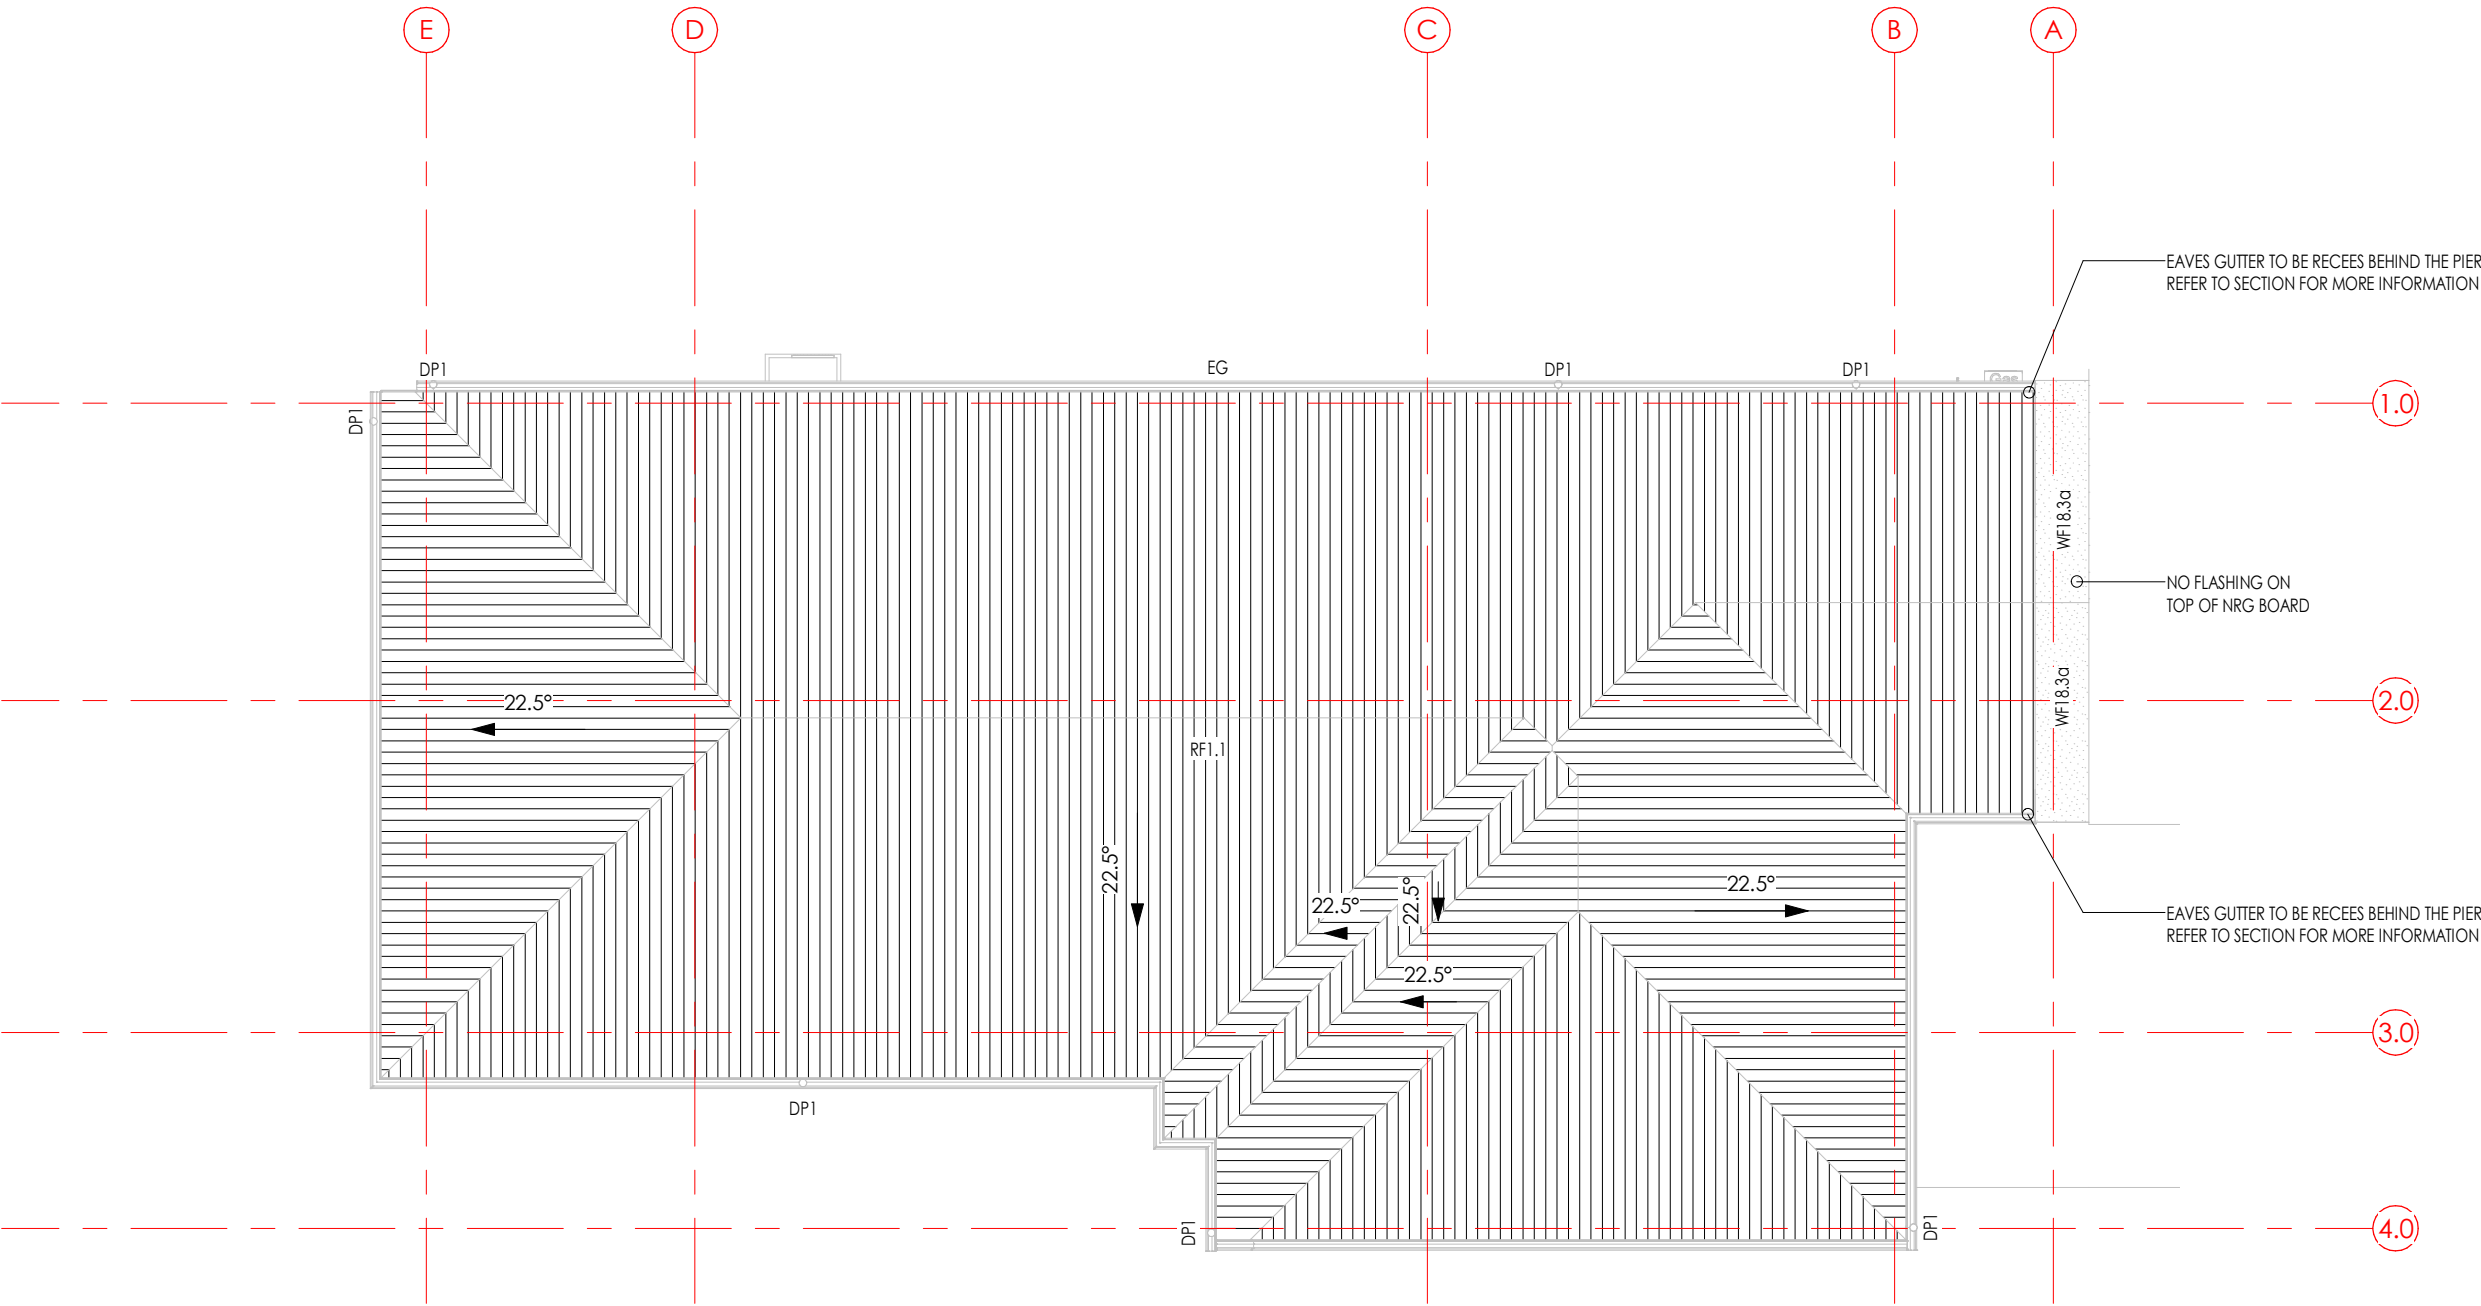 E
D
C
B
A
EAVES GUTTER TO BE RECEES BEHIND THE PIER
REFER TO SECTION FOR MORE INFORMATION
DP1
EG
DP1
DP1
Gas
DP1
1.0
WF18.3a
NO FLASHING ON
TOP OF NRG BOARD
22.5°
2.0
WF18.3a
RF1.1
22.5°
22.5°
22.5°
22.5°
EAVES GUTTER TO BE RECEES BEHIND THE PIER
REFER TO SECTION FOR MORE INFORMATION
22.5°
3.0
DP1
DP1
DP1
4.0